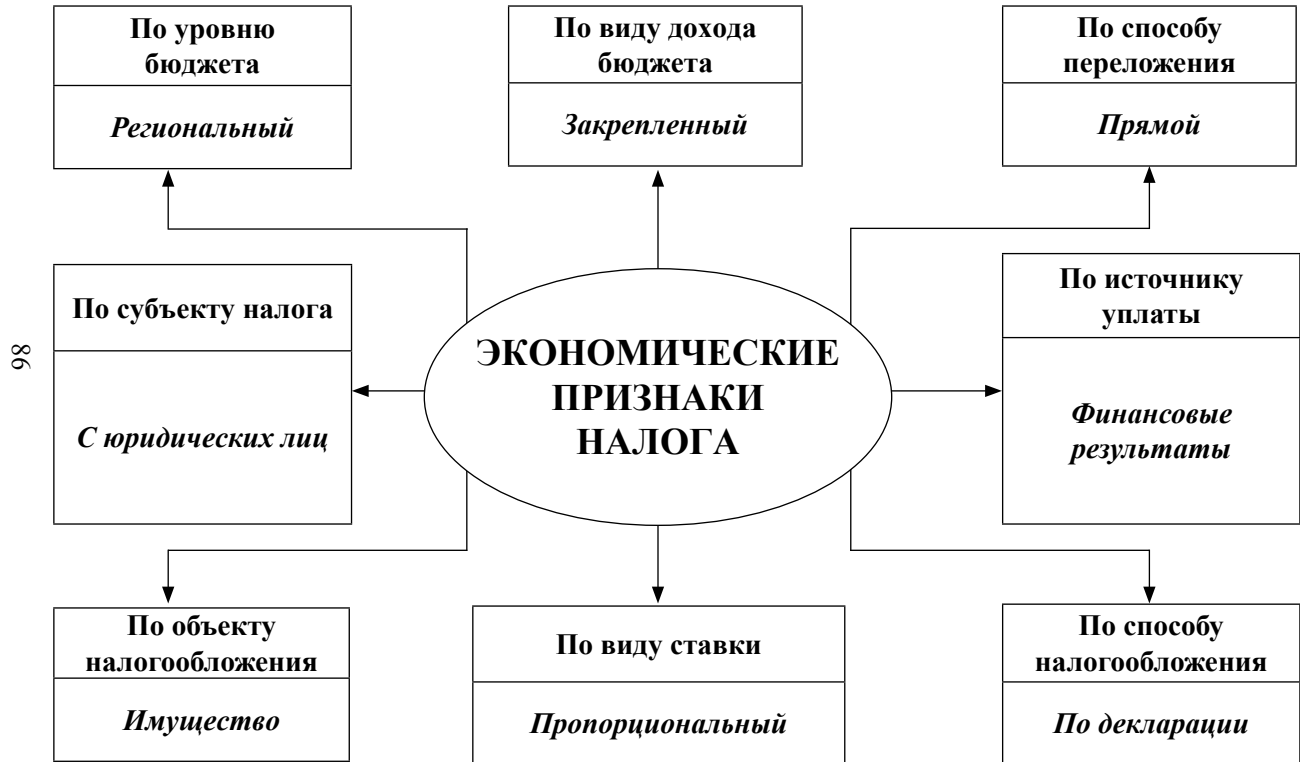 По уровню
бюджета
Региональный
По виду дохода
бюджета
Закрепленный
По способу
переложения
Прямой
По субъекту налога
С юридических лиц
ЭКОНОМИЧЕСКИЕ
ПРИЗНАКИ
НАЛОГА
По источнику
уплаты
Финансовые
результаты
По объекту
налогообложения
Имущество
По виду ставки
Пропорциональный
По способу
налогообложения
По декларации
98